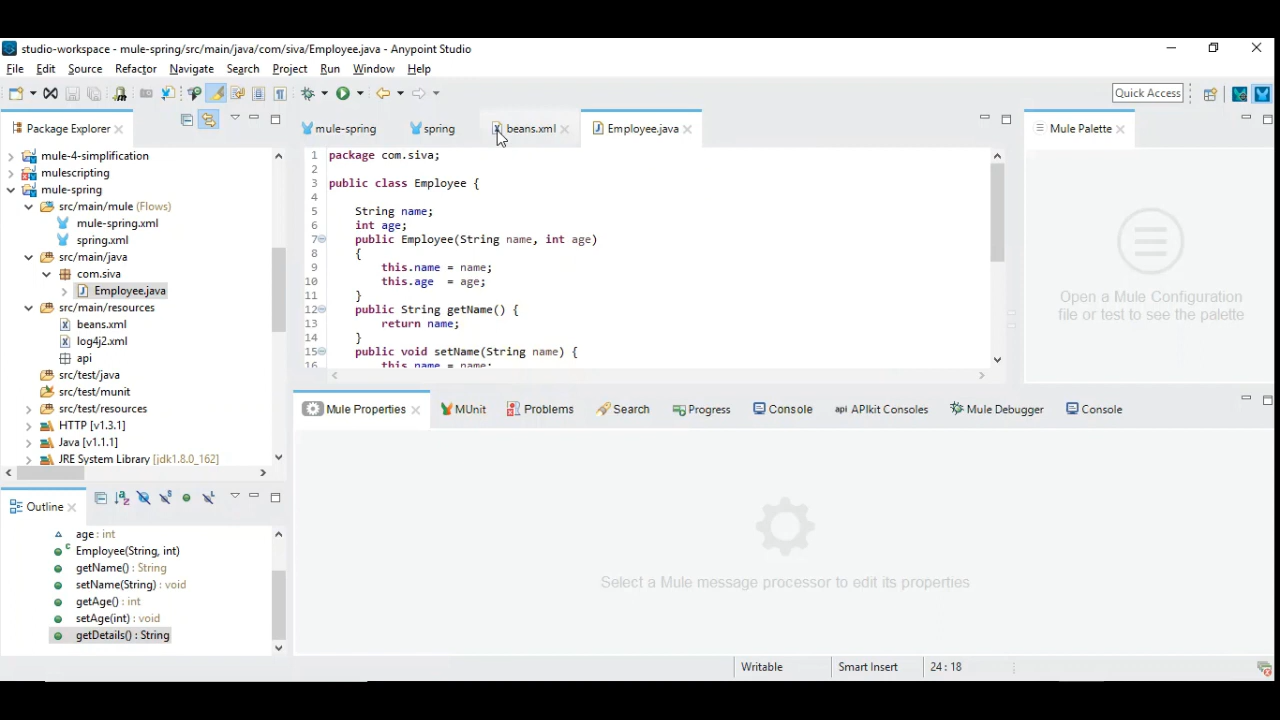 studio-workspace - mule-spring/src/main/java/com/siva/Employee.java - Anypoint Studio
File Edit Source Refactor Navigate Search Project Run Window Help
Quick Access
Package Explorer
mule-4-simplification
mulescripting
mule-spring
src/main/mule (Flows)
mule-spring.xml
spring.xml
src/main/java
com.siva
Employee.java
src/main/resources
beans.xml
log4j2.xml
api
src/test/java
src/test/munit
src/test/resources
HTTP [v1.3.1]
Java [v1.1.1]
JRE System Library [jdk1.8.0_162]
mule-spring spring beans.xml Employee.java
1 package com.siva;
2
3 public class Employee {
4
5 String name;
6 int age;
7 public Employee(String name, int age)
8 {
9 this.name = name;
10 this.age  = age;
11 }
12 public String getName() {
13 return name;
14 }
15 public void setName(String name) {
16 this.name = name;
Mule Palette
Open a Mule Configuration
file or test to see the palette
Mule Properties MUnit Problems Search Progress Console api APIkit Consoles Mule Debugger Console
Select a Mule message processor to edit its properties
Outline
age : int
Employee(String, int)
getName() : String
setName(String) : void
getAge() : int
setAge(int) : void
getDetails() : String
Writable Smart Insert 24 : 18